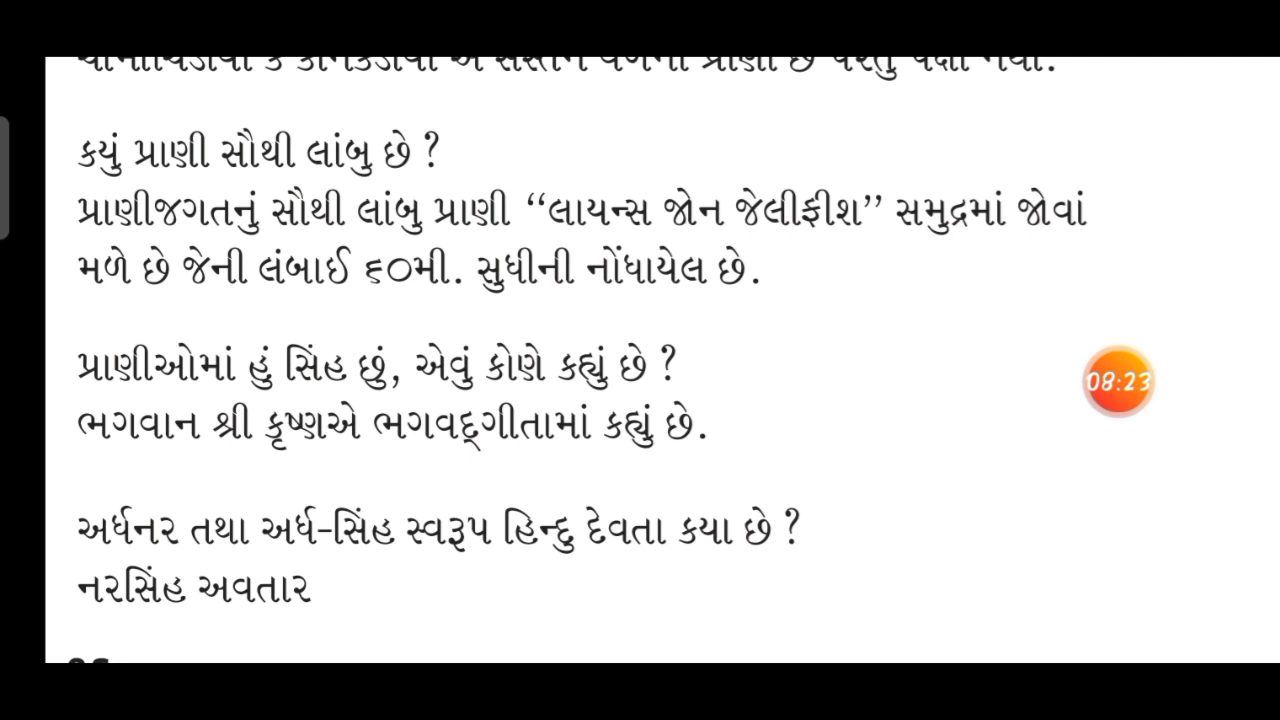 કયું પ્રાણી સૌથી લાંબુ છે ?
પ્રાણીજગતનું સૌથી લાંબુ પ્રાણી “લાયન્સ જોન જેલીફીશ” સમુદ્રમાં જોવાં
મળે છે જેની લંબાઈ ૬૦મી. સુધીની નોંધાયેલ છે.
પ્રાણીઓમાં હું સિંહ છું, એવું કોણે કહ્યું છે ?
08:23
ભગવાન શ્રી કૃષ્ણએ ભગવદ્‌ગીતામાં કહ્યું છે.
અર્ધનર તથા અર્ધ-સિંહ સ્વરૂપ હિન્દુ દેવતા કયા છે ?
નરસિંહ અવતાર